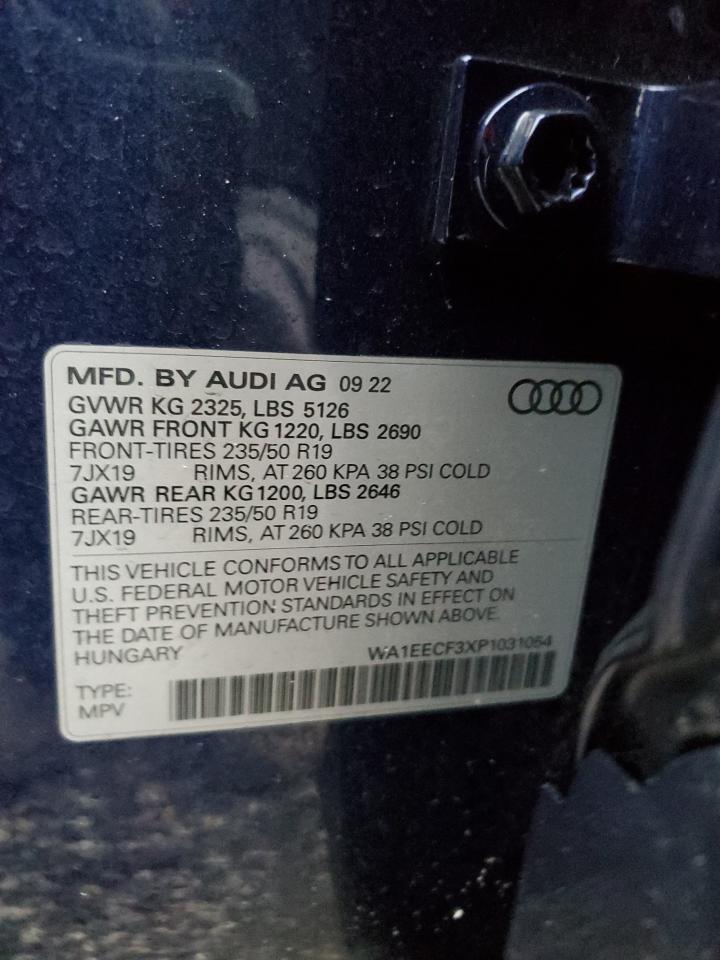 MFD. BY AUDI AG 09 22
GVWR KG 2325, LBS 5126
GAWR FRONT KG 1220, LBS 2690
FRONT-TIRES 235/50 R19
7JX19 RIMS, AT 260 KPA 38 PSI COLD
GAWR REAR KG 1200, LBS 2646
REAR-TIRES 235/50 R19
7JX19 RIMS, AT 260 KPA 38 PSI COLD
THIS VEHICLE CONFORMS TO ALL APPLICABLE
U.S. FEDERAL MOTOR VEHICLE SAFETY AND
THEFT PREVENTION STANDARDS IN EFFECT ON
THE DATE OF MANUFACTURE SHOWN ABOVE.
HUNGARY WA1EECF3XP1031054
TYPE:
MPV